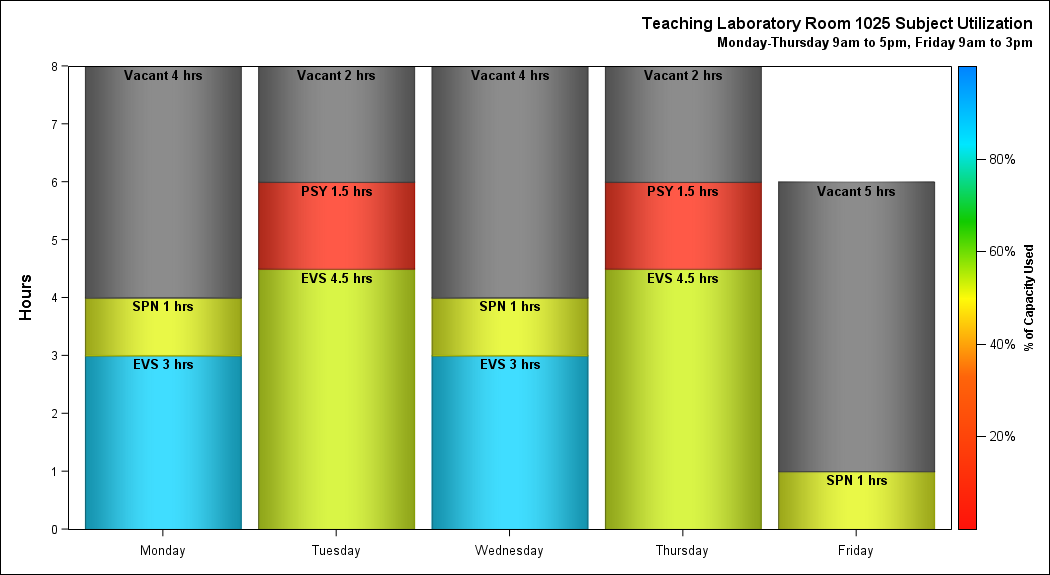 Teaching Laboratory Room 1025 Subject Utilization
Monday-Thursday 9am to 5pm, Friday 9am to 3pm
Hours
8
7
6
5
4
3
2
1
0
Vacant 4 hrs
SPN 1 hrs
EVS 3 hrs
Vacant 2 hrs
PSY 1.5 hrs
EVS 4.5 hrs
Vacant 4 hrs
SPN 1 hrs
EVS 3 hrs
Vacant 2 hrs
PSY 1.5 hrs
EVS 4.5 hrs
Vacant 5 hrs
SPN 1 hrs
Monday
Tuesday
Wednesday
Thursday
Friday
80%
60%
40%
20%
% of Capacity Used